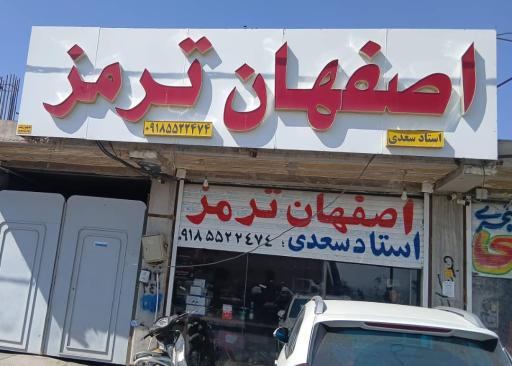 اصفهان ترمز
استاد سعدی
۰۹۱۸۵۵۲۲۴۷۴
اصفهان ترمز
استاد سعدی: ۰۹۱۸۵۵۲۲۴۷۴